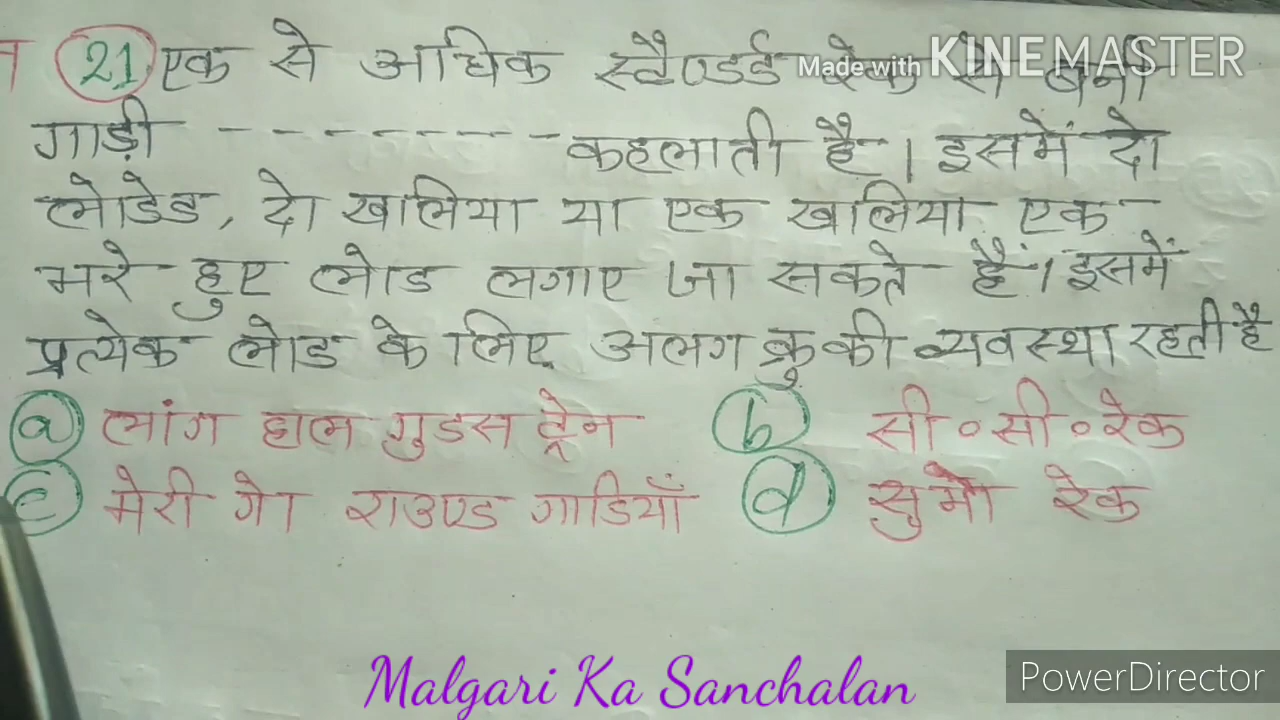 21 एक से अधिक स्टैण्डर्ड रेक से बनी
Made with KINEMASTER
गाड़ी - - - - - - - - कहलाती है । इसमें दो
लोडेड, दो खालिया या एक खालिया एक
भरे हुए लोड लगाए जा सकते हैं । इसमें
प्रत्येक लोड के लिए अलग क्रु की व्यवस्था रहती है
a लांग हाल गुडस ट्रेन b सी॰सी॰रेक
c मेरी गो राउण्ड गाडियाँ d सुमो रेक
Malgari Ka Sanchalan
PowerDirector